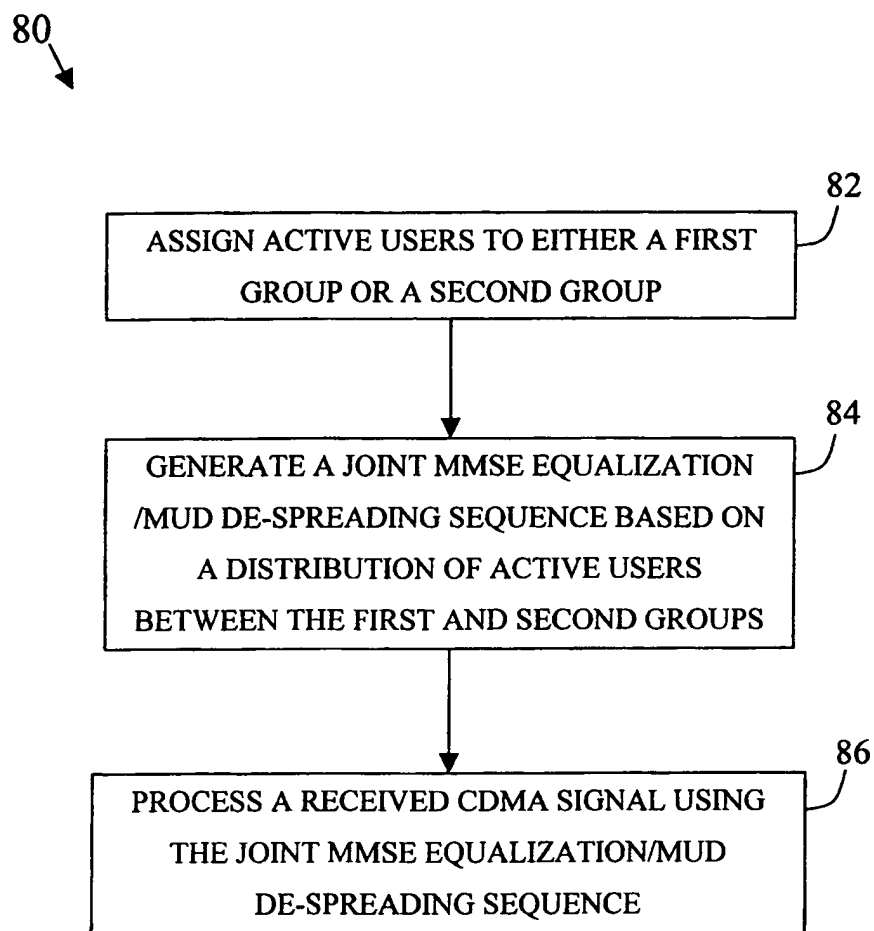 80
82
ASSIGN ACTIVE USERS TO EITHER A FIRST
GROUP OR A SECOND GROUP
84
GENERATE A JOINT MMSE EQUALIZATION
/MUD DE-SPREADING SEQUENCE BASED ON
A DISTRIBUTION OF ACTIVE USERS
BETWEEN THE FIRST AND SECOND GROUPS
86
PROCESS A RECEIVED CDMA SIGNAL USING
THE JOINT MMSE EQUALIZATION/MUD
DE-SPREADING SEQUENCE